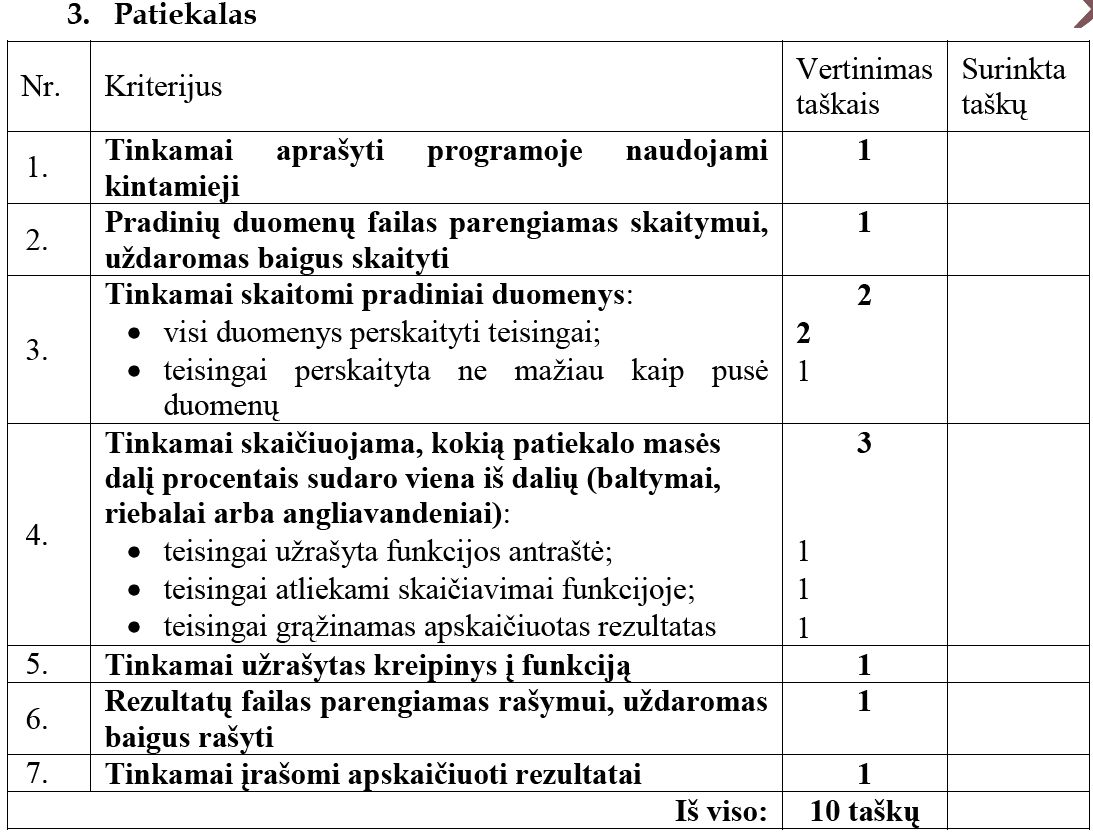 3. Patiekalas
Nr.
Kriterijus
Vertinimas
taškais
Surinkta
taškų
1.
Tinkamai aprašyti programoje naudojami
kintamieji
1
2.
Pradinių duomenų failas parengiamas skaitymui,
uždaromas baigus skaityti
1
3.
Tinkamai skaitomi pradiniai duomenys:
2
• visi duomenys perskaityti teisingai;
2
• teisingai perskaityta ne mažiau kaip pusė
duomenų
1
4.
Tinkamai skaičiuojama, kokią patiekalo masės
dalį procentais sudaro viena iš dalių (baltymai,
riebalai arba angliavandeniai):
3
• teisingai užrašyta funkcijos antraštė;
1
• teisingai atliekami skaičiavimai funkcijoje;
1
• teisingai grąžinamas apskaičiuotas rezultatas
1
5.
Tinkamai užrašytas kreipinys į funkciją
1
6.
Rezultatų failas parengiamas rašymui, uždaromas
baigus rašyti
1
7.
Tinkamai įrašomi apskaičiuoti rezultatai
1
Iš viso:
10 taškų